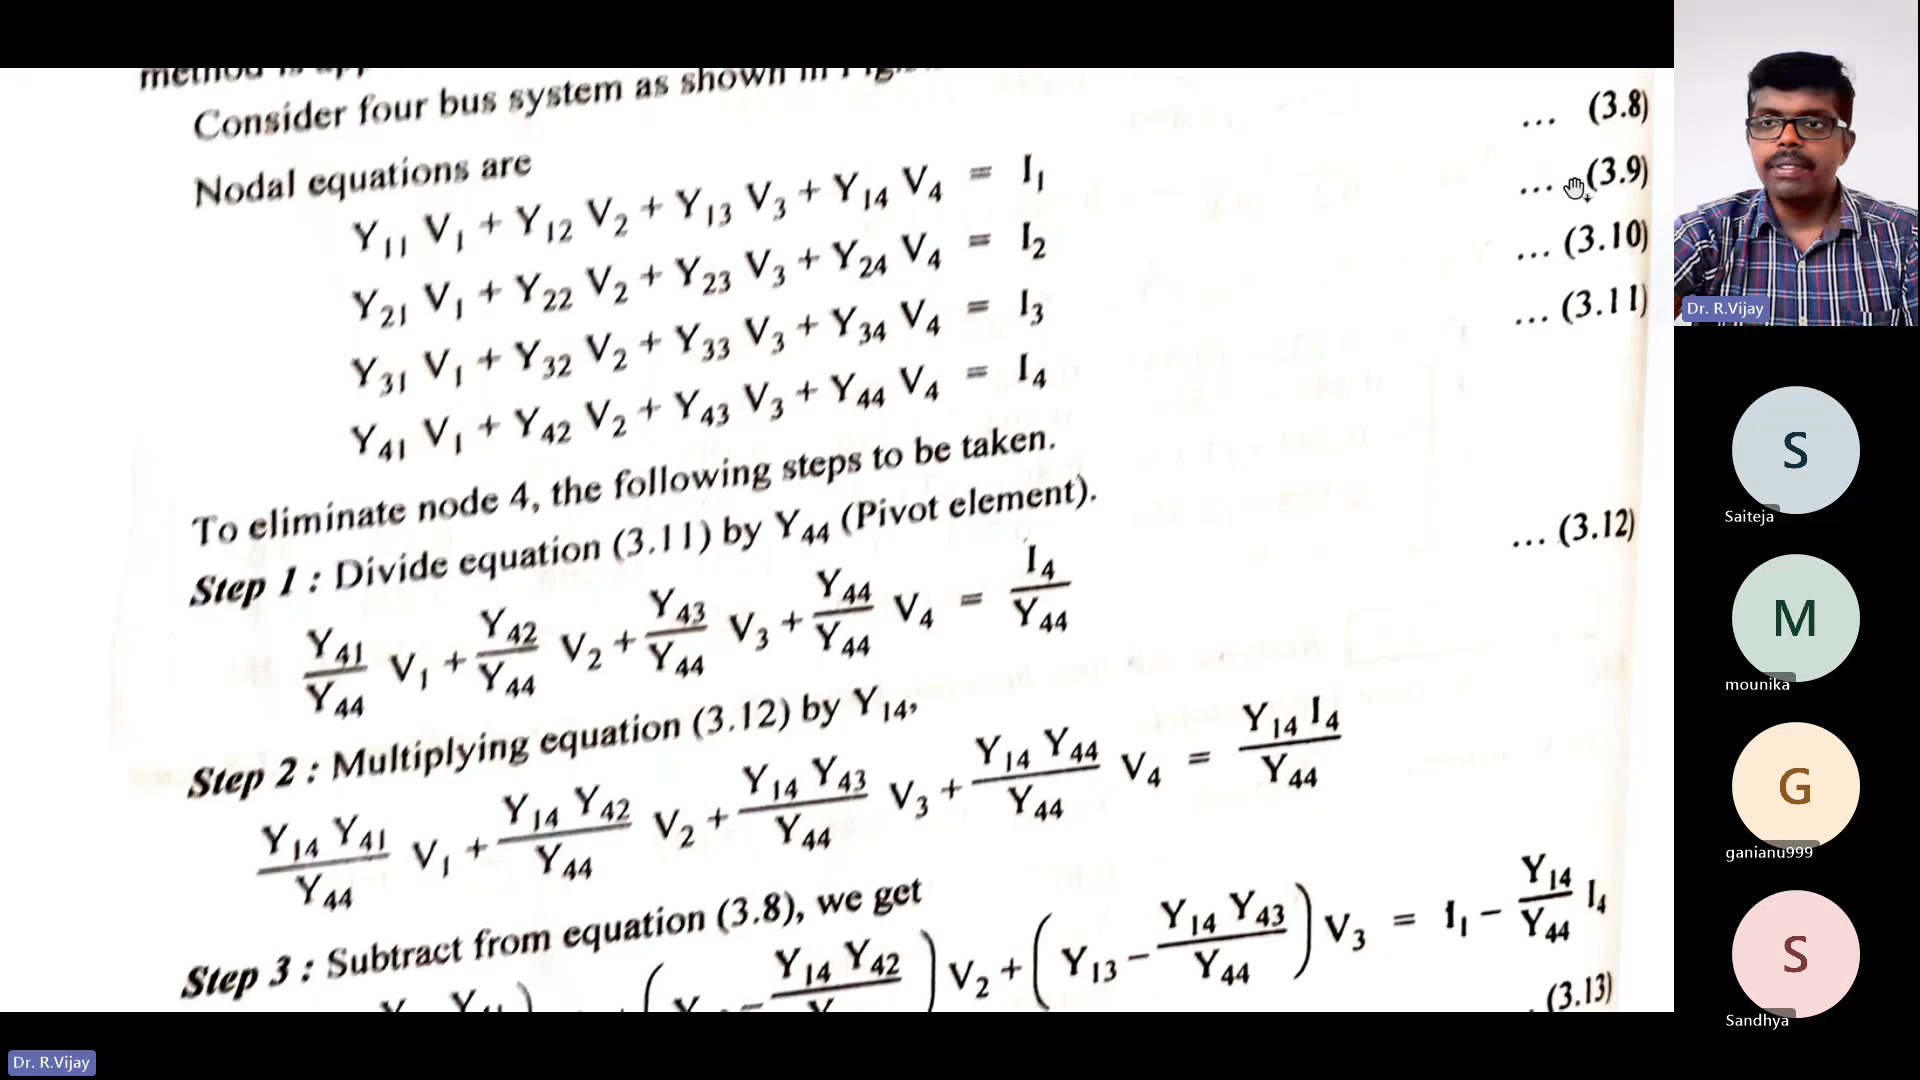 Consider four bus system as shown in Fig.
Nodal equations are
Y₁₁ V₁ + Y₁₂ V₂ + Y₁₃ V₃ + Y₁₄ V₄ = I₁ ... (3.8)
Y₂₁ V₁ + Y₂₂ V₂ + Y₂₃ V₃ + Y₂₄ V₄ = I₂ ... (3.9)
Y₃₁ V₁ + Y₃₂ V₂ + Y₃₃ V₃ + Y₃₄ V₄ = I₃ ... (3.10)
Y₄₁ V₁ + Y₄₂ V₂ + Y₄₃ V₃ + Y₄₄ V₄ = I₄ ... (3.11)
To eliminate node 4, the following steps to be taken.
Step 1 : Divide equation (3.11) by Y₄₄ (Pivot element).
Y₄₁/Y₄₄ V₁ + Y₄₂/Y₄₄ V₂ + Y₄₃/Y₄₄ V₃ + Y₄₄/Y₄₄ V₄ = I₄/Y₄₄ ... (3.12)
Step 2 : Multiplying equation (3.12) by Y₁₄,
Y₁₄ Y₄₁/Y₄₄ V₁ + Y₁₄ Y₄₂/Y₄₄ V₂ + Y₁₄ Y₄₃/Y₄₄ V₃ + Y₁₄ Y₄₄/Y₄₄ V₄ = Y₁₄ I₄/Y₄₄
Step 3 : Subtract from equation (3.8), we get
Y₁₄ Y₄₂ ) V₂ + ( Y₁₃ − Y₁₄ Y₄₃/Y₄₄ ) V₃ = I₁ − Y₁₄/Y₄₄ I₄
(3.13)
Dr. R.Vijay
S
Saiteja
M
mounika
G
ganianu999
S
Sandhya
Dr. R.Vijay